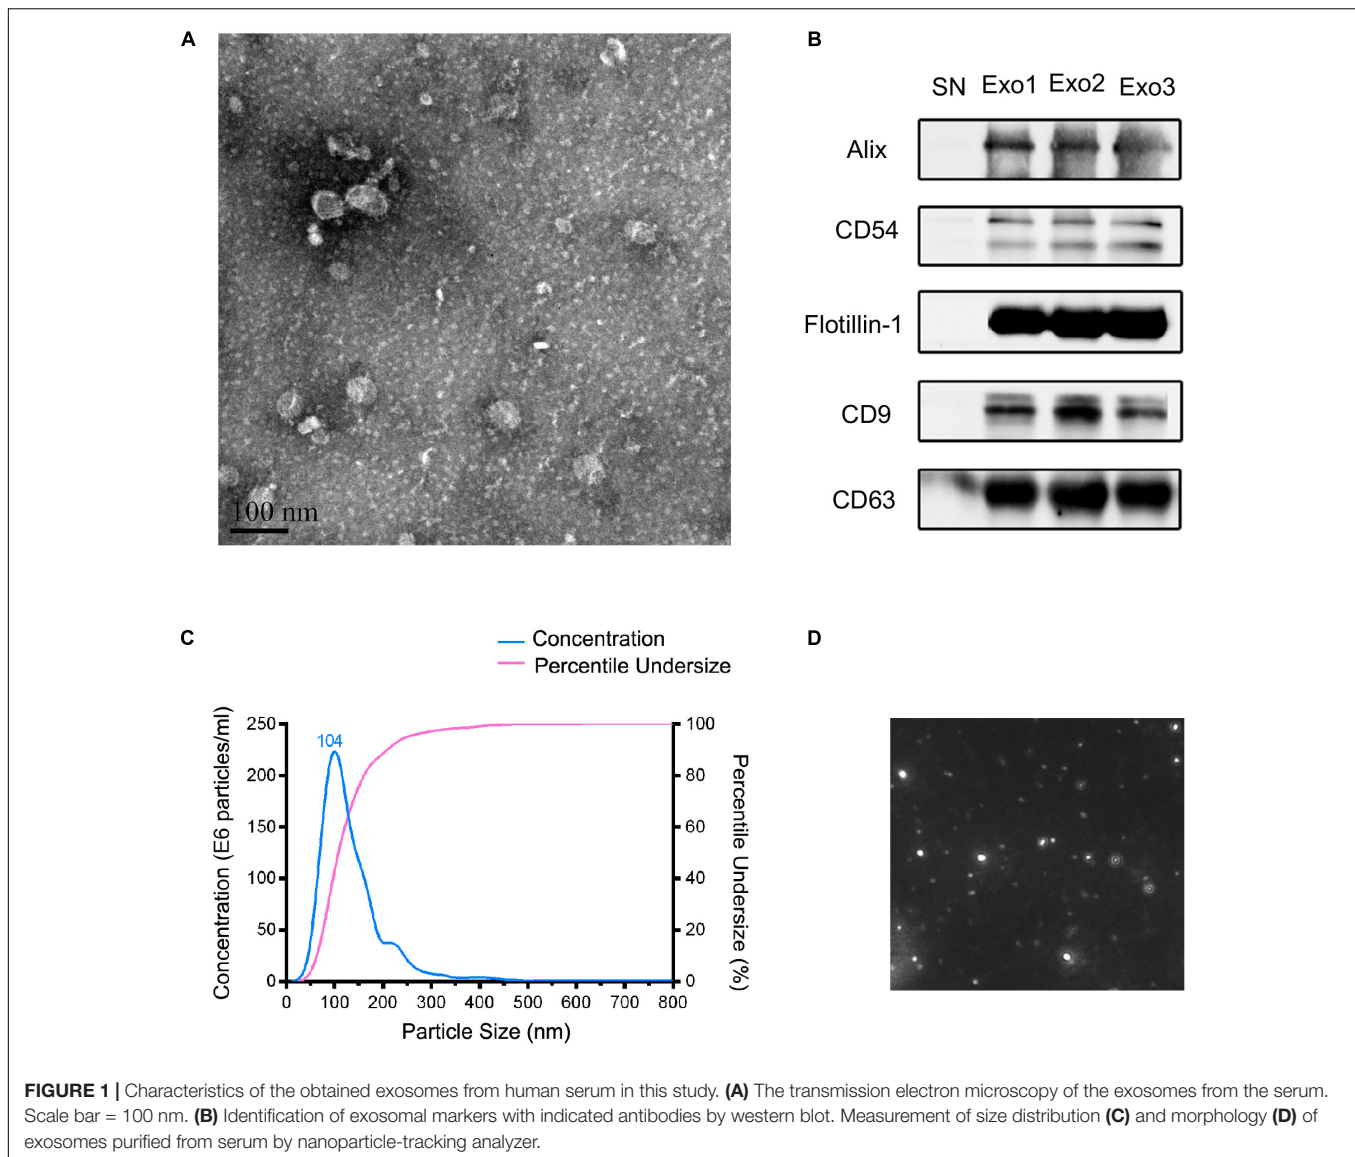 A
100 nm
B
SN Exo1 Exo2 Exo3
Alix
CD54
Flotillin-1
CD9
CD63
C
Concentration
Percentile Undersize
Concentration (E6 particles/ml)
250
200
150
100
50
0
104
100
80
60
40
20
0
Percentile Undersize (%)
0 100 200 300 400 500 600 700 800
Particle Size (nm)
D
FIGURE 1 | Characteristics of the obtained exosomes from human serum in this study. (A) The transmission electron microscopy of the exosomes from the serum.
Scale bar = 100 nm. (B) Identification of exosomal markers with indicated antibodies by western blot. Measurement of size distribution (C) and morphology (D) of
exosomes purified from serum by nanoparticle-tracking analyzer.